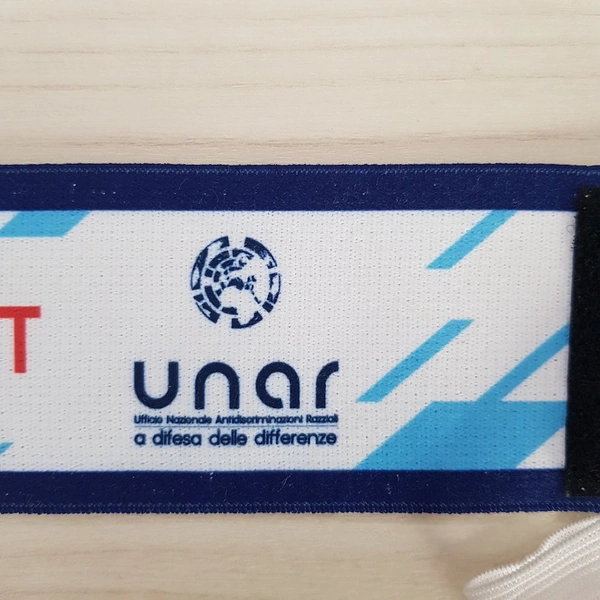 T
unar
Ufficio Nazionale Antidiscriminazioni Razziali
a difesa delle differenze